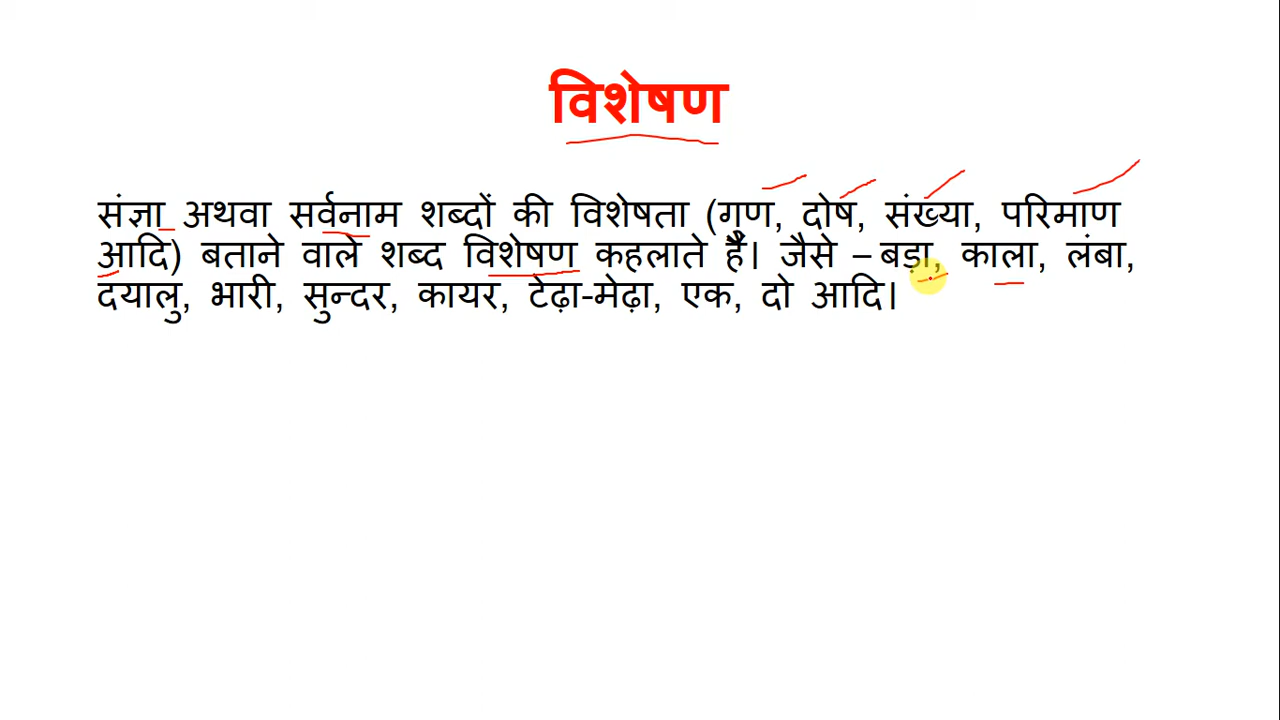 विशेषण
संज्ञा अथवा सर्वनाम शब्दों की विशेषता (गुण, दोष, संख्या, परिमाण
आदि) बताने वाले शब्द विशेषण कहलाते हैं। जैसे – बड़ा, काला, लंबा,
दयालु, भारी, सुन्दर, कायर, टेढ़ा-मेढ़ा, एक, दो आदि।